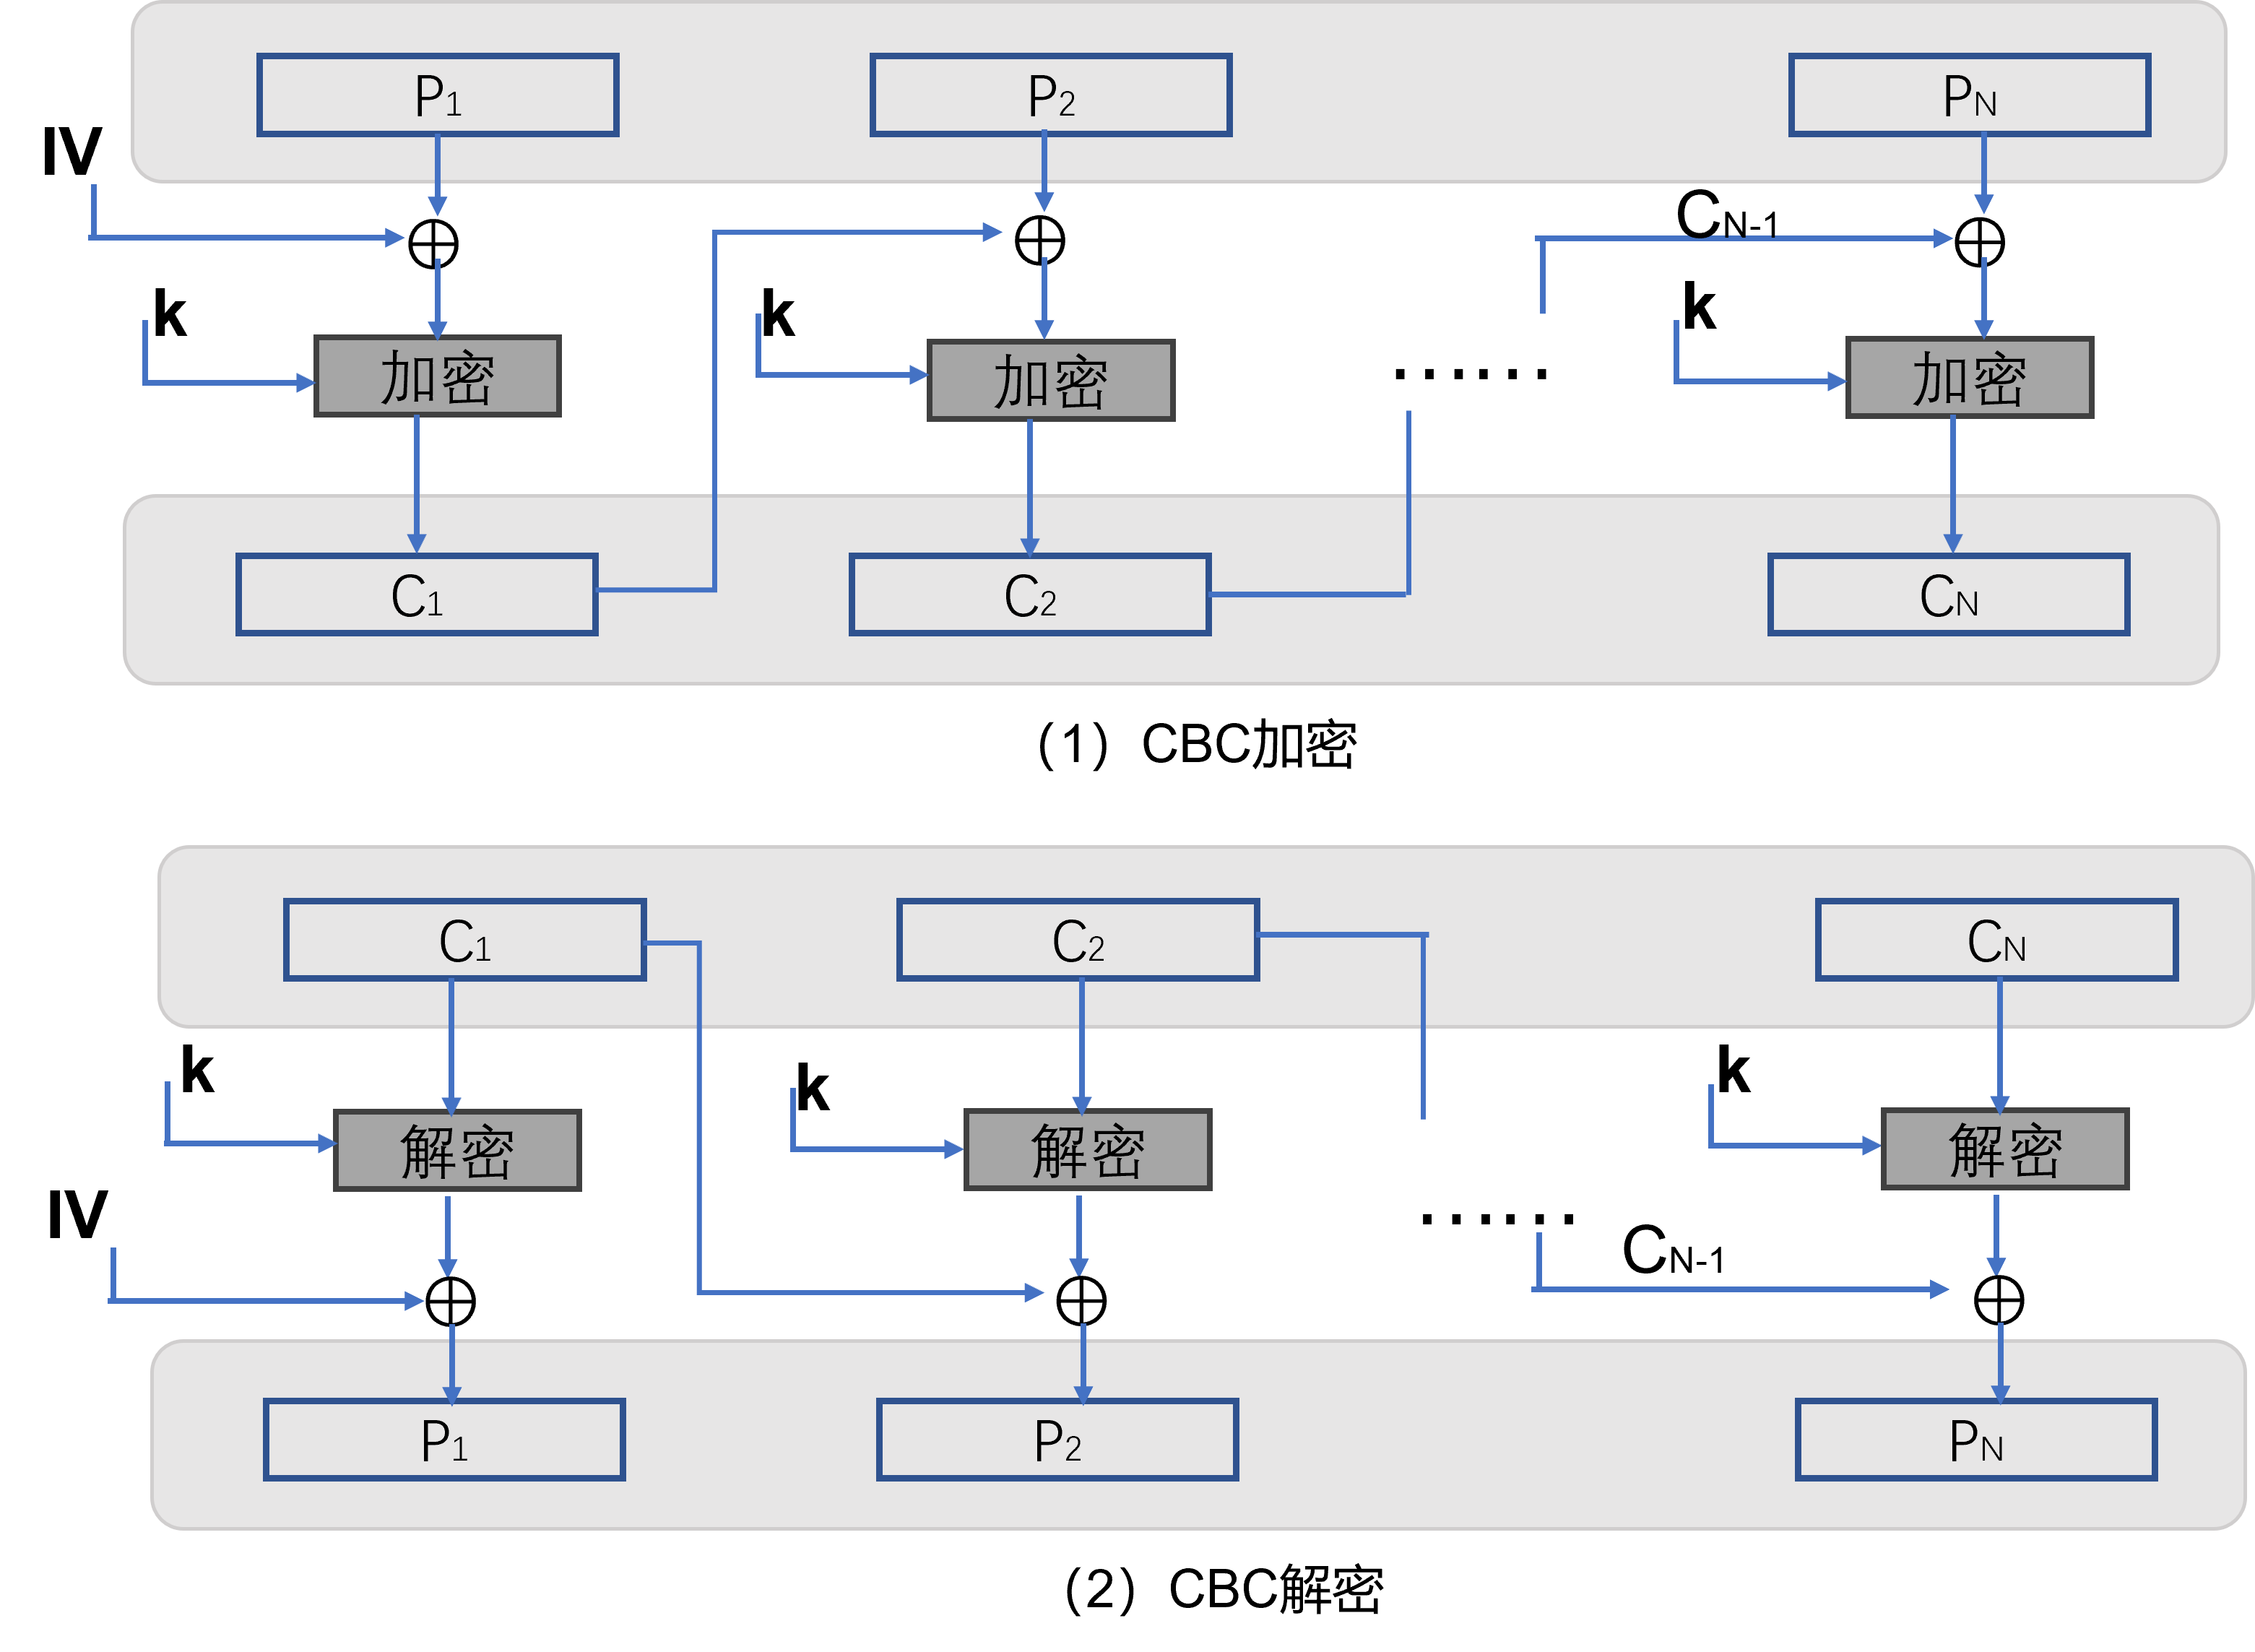 P1 P2 PN
IV
CN-1
k k k
加密 加密 加密
······
C1 C2 CN
（1）CBC加密
C1 C2 CN
k k k
解密 解密 解密
IV
······
CN-1
P1 P2 PN
（2）CBC解密